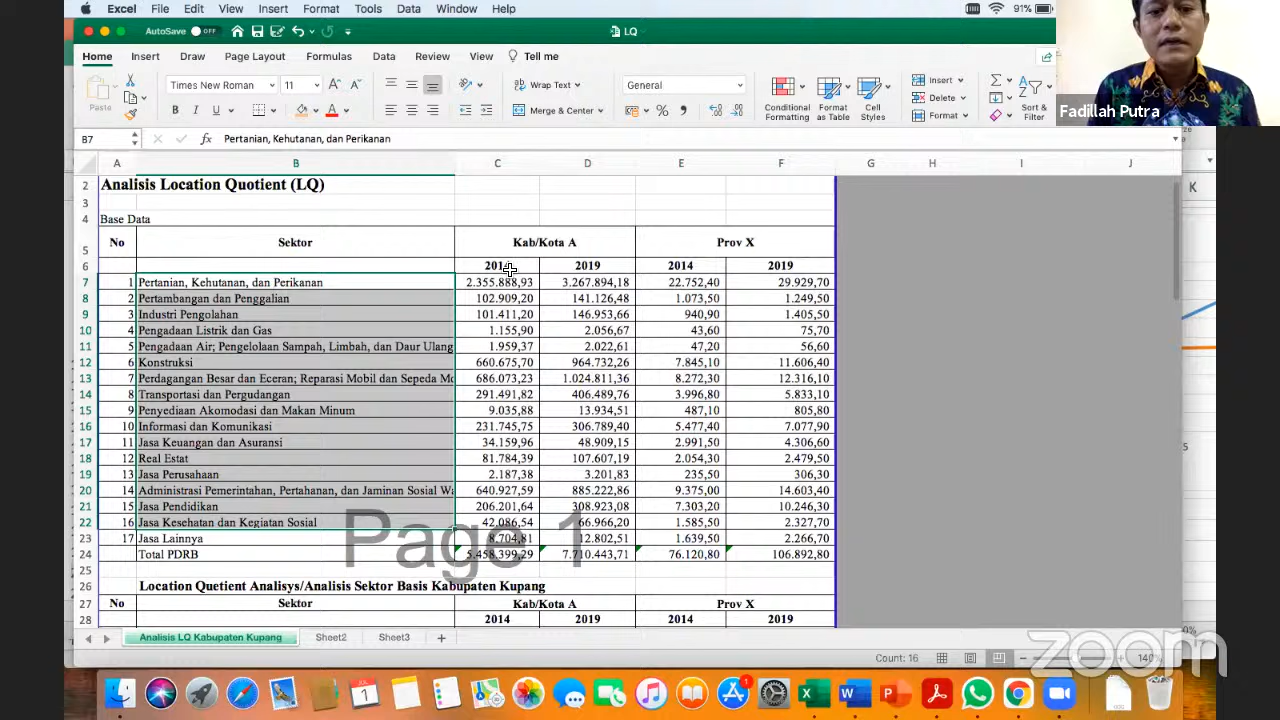 Excel File Edit View Insert Format Tools Data Window Help 91%
AutoSave OFF LQ
Home Insert Draw Page Layout Formulas Data Review View Tell me
Paste Times New Roman 11 Wrap Text General Insert
Merge & Center Conditional Formatting Format as Table Cell Styles Delete Format Sort & Filter
Fadillah Putra
B7 fx Pertanian, Kehutanan, dan Perikanan
A B C D E F G H I J K
2 Analisis Location Quotient (LQ)
3
4 Base Data
5 No Sektor Kab/Kota A Prov X
6 2014 2019 2014 2019
7 1 Pertanian, Kehutanan, dan Perikanan 2.355.888,93 3.267.894,18 22.752,40 29.929,70
8 2 Pertambangan dan Penggalian 102.909,20 141.126,48 1.073,50 1.249,50
9 3 Industri Pengolahan 101.411,20 146.953,66 940,90 1.405,50
10 4 Pengadaan Listrik dan Gas 1.155,90 2.056,67 43,60 75,70
11 5 Pengadaan Air; Pengelolaan Sampah, Limbah, dan Daur Ulang 1.959,37 2.022,61 47,20 56,60
12 6 Konstruksi 660.675,70 964.732,26 7.845,10 11.606,40
13 7 Perdagangan Besar dan Eceran; Reparasi Mobil dan Sepeda Mo 686.073,23 1.024.811,36 8.272,30 12.316,10
14 8 Transportasi dan Pergudangan 291.491,82 406.489,76 3.996,80 5.833,10
15 9 Penyediaan Akomodasi dan Makan Minum 9.035,88 13.934,51 487,10 805,80
16 10 Informasi dan Komunikasi 231.745,75 306.789,40 5.477,40 7.077,90
17 11 Jasa Keuangan dan Asuransi 34.159,96 48.909,15 2.991,50 4.306,60
18 12 Real Estat 81.784,39 107.607,19 2.054,30 2.479,50
19 13 Jasa Perusahaan 2.187,38 3.201,83 235,50 306,30
20 14 Administrasi Pemerintahan, Pertahanan, dan Jaminan Sosial Wa 640.927,59 885.222,86 9.375,00 14.603,40
21 15 Jasa Pendidikan 206.201,64 308.923,08 7.303,20 10.246,30
22 16 Jasa Kesehatan dan Kegiatan Sosial 42.086,54 66.966,20 1.585,50 2.327,70
23 17 Jasa Lainnya 8.704,81 12.802,51 1.639,50 2.266,70
24 Total PDRB 5.458.399,29 7.710.443,71 76.120,80 106.892,80
Page 1
25
26 Location Quetient Analisys/Analisis Sektor Basis Kabupaten Kupang
27 No Sektor Kab/Kota A Prov X
28 2014 2019 2014 2019
Analisis LQ Kabupaten Kupang Sheet2 Sheet3 +
Count: 16 140%
zoom